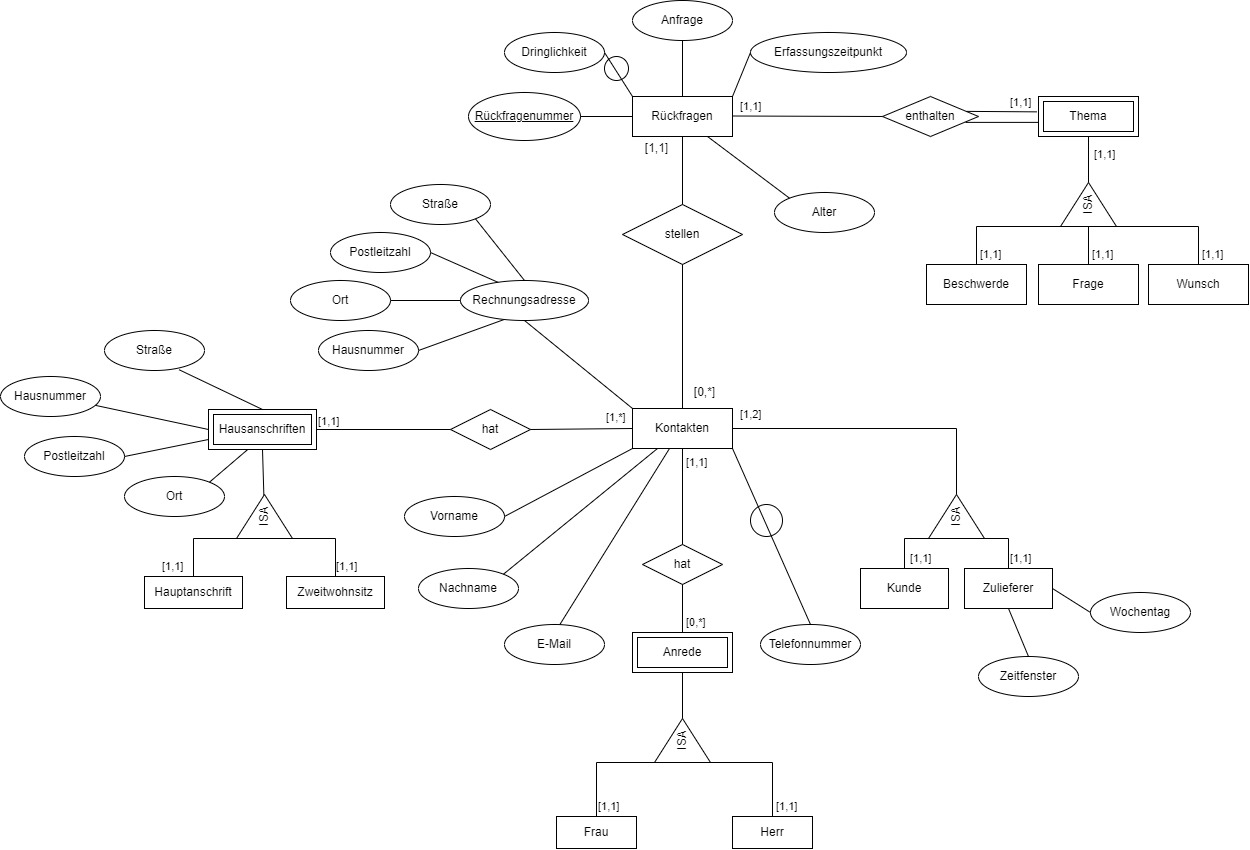 Anfrage
Dringlichkeit
Erfassungszeitpunkt
Rückfragenummer
Rückfragen
[1,1]
enthalten
[1,1]
Thema
[1,1]
[1,1]
ISA
Straße
Alter
stellen
Postleitzahl
[1,1]
[1,1]
[1,1]
Beschwerde
Frage
Wunsch
Ort
Rechnungsadresse
Hausnummer
Straße
Hausnummer
[0,*]
[1,1]
[1,*]
[1,2]
Hausanschriften
hat
Kontakten
Postleitzahl
[1,1]
Ort
ISA
Vorname
ISA
[1,1]
[1,1]
hat
[1,1]
[1,1]
Hauptanschrift
Zweitwohnsitz
Nachname
Kunde
Zulieferer
Wochentag
[0,*]
E-Mail
Anrede
Telefonnummer
Zeitfenster
ISA
[1,1]
[1,1]
Frau
Herr